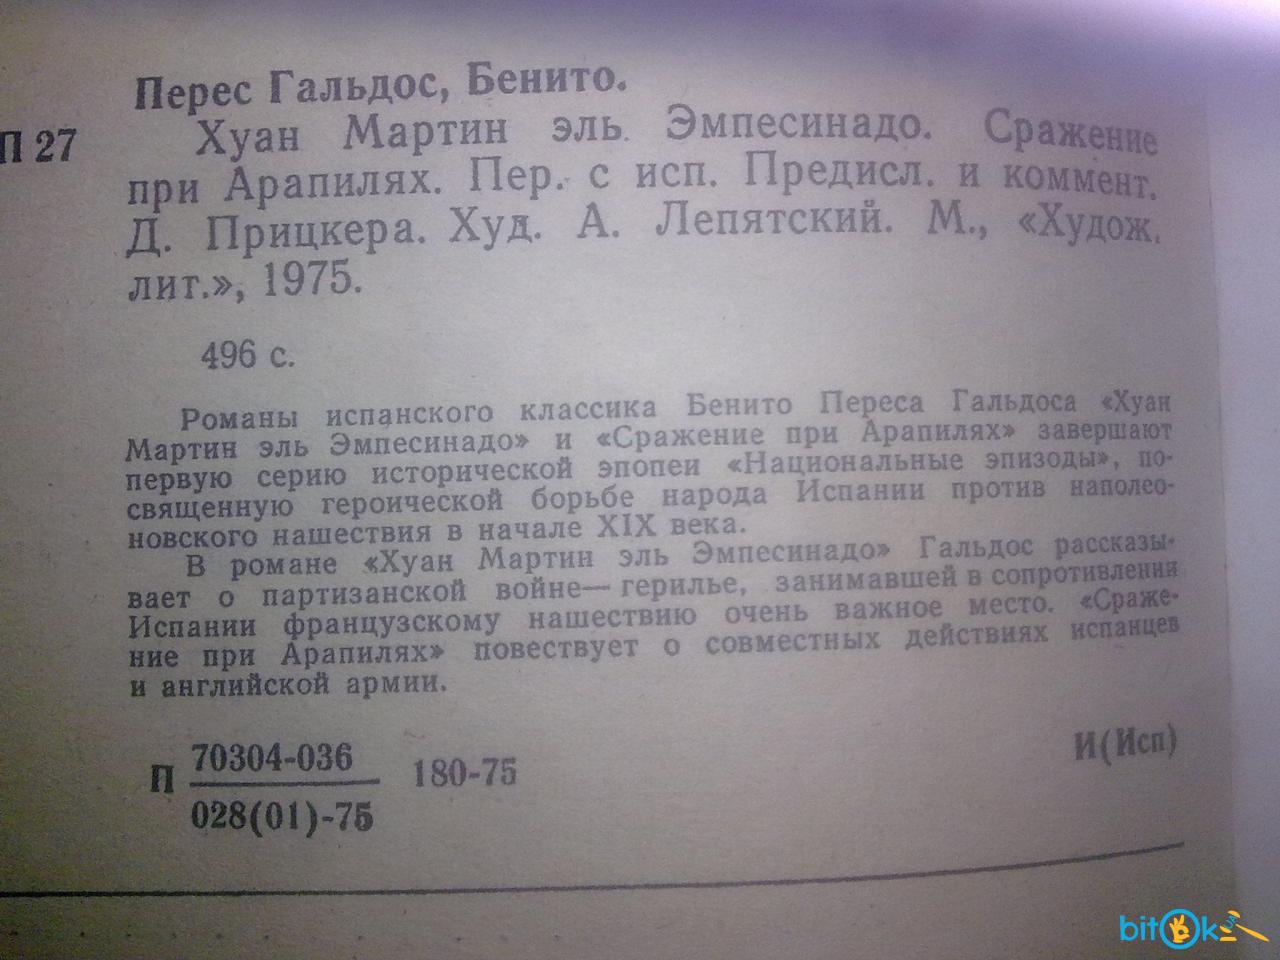 Перес Гальдос, Бенито.
П 27 Хуан Мартин эль Эмпесинадо. Сражение
при Арапилях. Пер. с исп. Предисл. и коммент.
Д. Прицкера. Худ. А. Лепятский. М., «Худож.
лит.», 1975.
496 с.
Романы испанского классика Бенито Переса Гальдоса «Хуан
Мартин эль Эмпесинадо» и «Сражение при Арапилях» завершают
первую серию исторической эпопеи «Национальные эпизоды», по-
священную героической борьбе народа Испании против наполео-
новского нашествия в начале XIX века.
В романе «Хуан Мартин эль Эмпесинадо» Гальдос рассказы-
вает о партизанской войне— герилье, занимавшей в сопротивлении
Испании французскому нашествию очень важное место. «Сраже-
ние при Арапилях» повествует о совместных действиях испанцев
и английской армии.
П 70304-036 180-75 И(Исп)
028(01)-75
bitOk UA